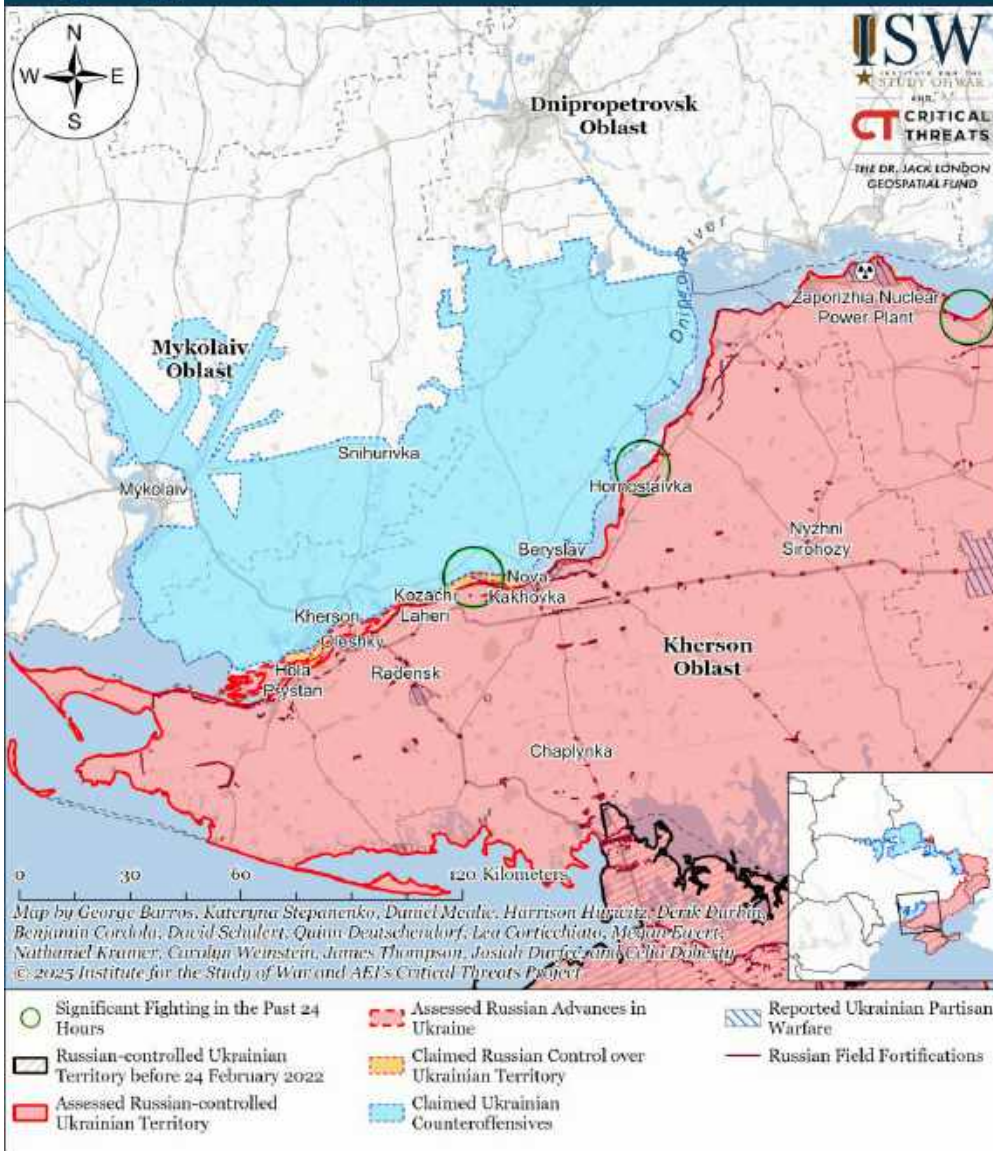 N
W E
S
ISW
INSTITUTE FOR THE
STUDY OF WAR
AND
CT CRITICAL
THREATS
THE DR. JACK LONDON
GEOSPATIAL FUND
Dnipropetrovsk
Oblast
Dnipro River
Zaporizhia Nuclear
Power Plant
Mykolaiv
Oblast
Snihurivka
Mykolaiv
Hornostaivka
Nyzhni
Sirohozy
Beryslav
Nova
Kakhovka
Kozachi
Laheri
Kherson
Oleshky
Hola
Prystan
Radensk
Kherson
Oblast
Chaplynka
0 30 60 120 Kilometers
Map by George Barros, Kateryna Stepanenko, Daniel Mealie, Harrison Hurwitz, Derik Durbin,
Benjamin Cordola, David Schulert, Quinn Deutschendorf, Lea Corticchiato, Megan Ewert,
Nathaniel Kramer, Carolyn Weinstein, James Thompson, Josiah Durfee, and Celia Doherty
© 2025 Institute for the Study of War and AEI's Critical Threats Project
Significant Fighting in the Past 24
Hours
Russian-controlled Ukrainian
Territory before 24 February 2022
Assessed Russian-controlled
Ukrainian Territory
Assessed Russian Advances in
Ukraine
Claimed Russian Control over
Ukrainian Territory
Claimed Ukrainian
Counteroffensives
Reported Ukrainian Partisan
Warfare
Russian Field Fortifications